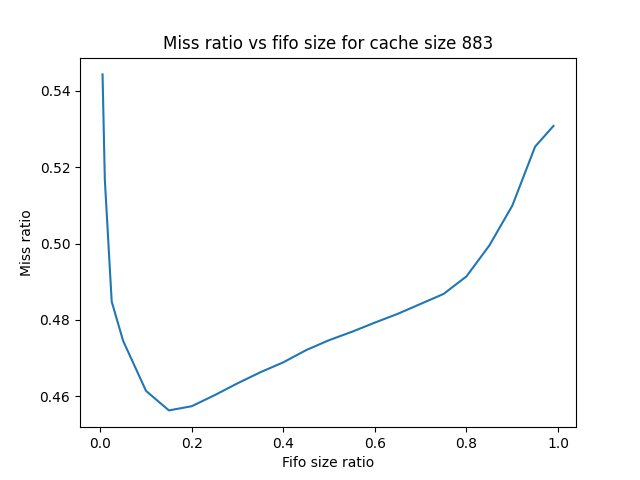 Miss ratio vs fifo size for cache size 883
0.54
0.52
0.50
0.48
0.46
Miss ratio
0.0 0.2 0.4 0.6 0.8 1.0
Fifo size ratio